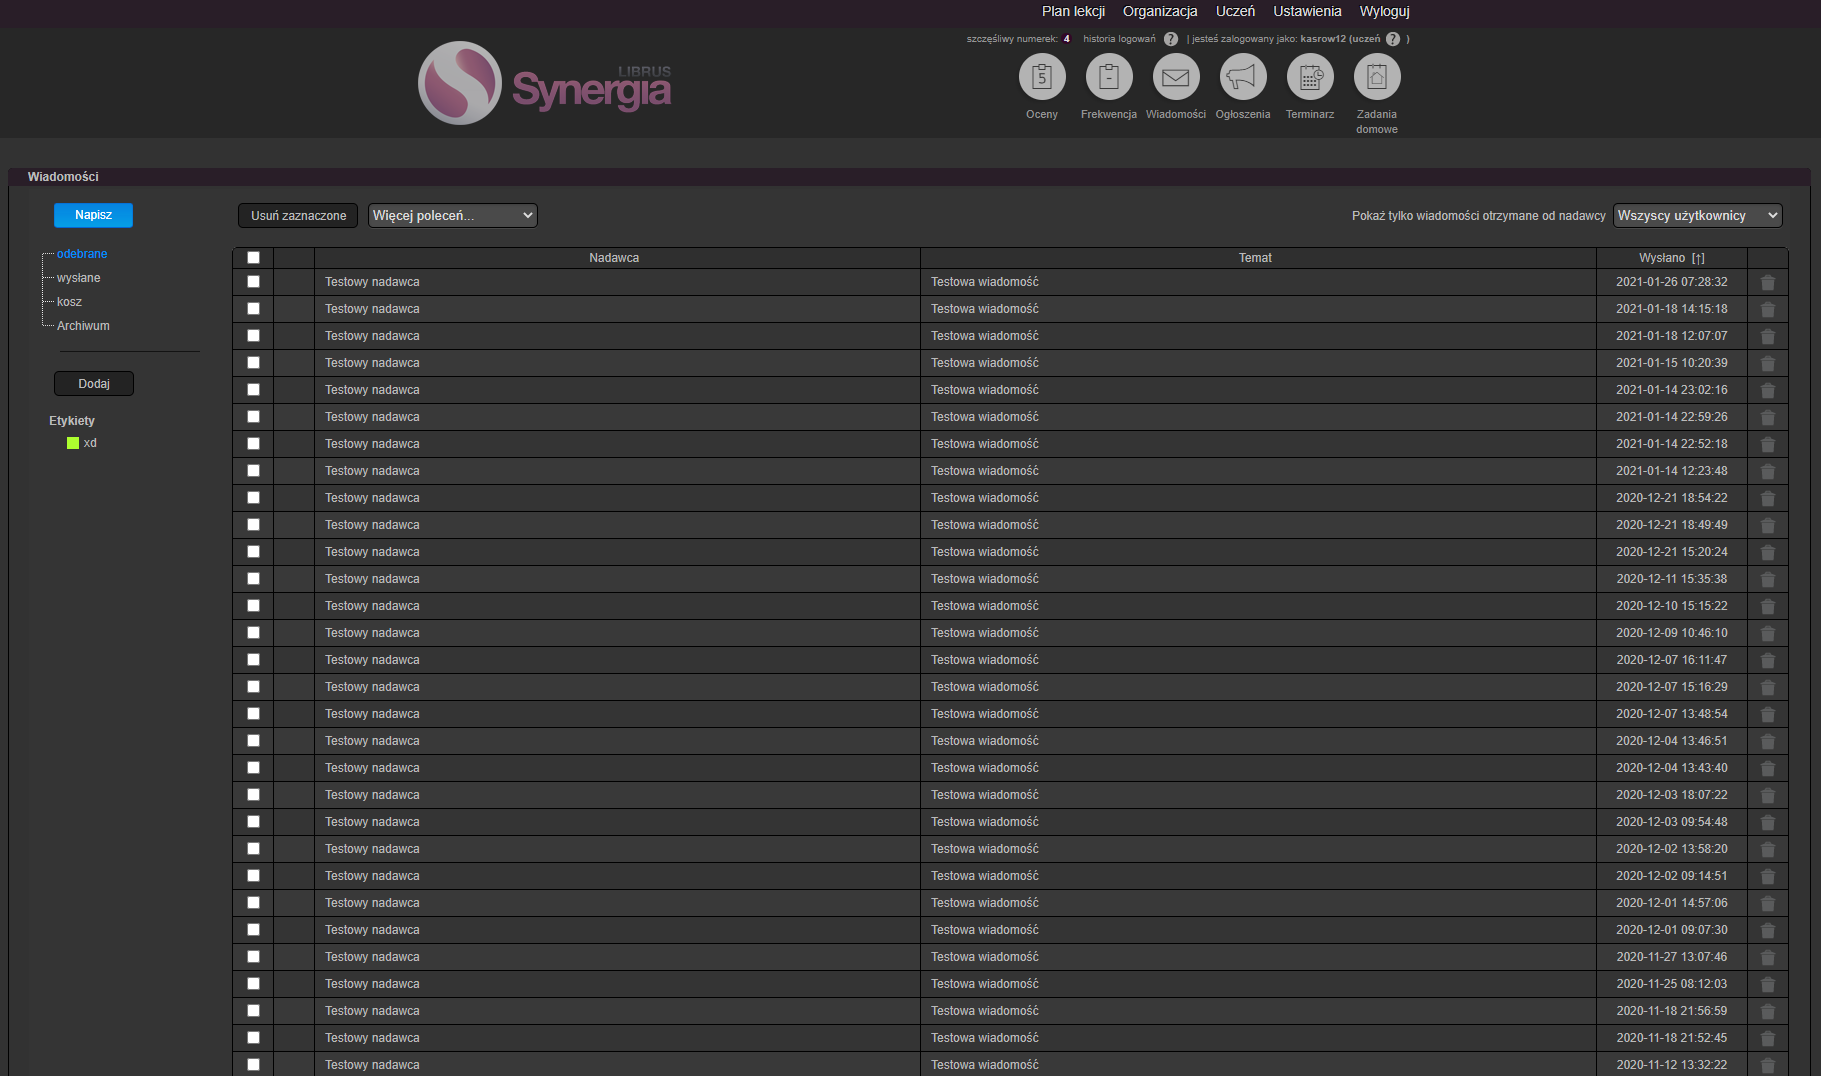 Plan lekcji Organizacja Uczeń Ustawienia Wyloguj
szczęśliwy numerek: 4 historia logowań ? | jesteś zalogowany jako: kasrow12 (uczeń ? )
LIBRUS
Synergia
5
-
Oceny Frekwencja Wiadomości Ogłoszenia Terminarz Zadania domowe
Wiadomości
Napisz
odebrane
wysłane
kosz
Archiwum
Dodaj
Etykiety
xd
Usuń zaznaczone Więcej poleceń... Pokaż tylko wiadomości otrzymane od nadawcy Wszyscy użytkownicy
Nadawca Temat Wysłano [↑]
Testowy nadawca Testowa wiadomość 2021-01-26 07:28:32
Testowy nadawca Testowa wiadomość 2021-01-18 14:15:18
Testowy nadawca Testowa wiadomość 2021-01-18 12:07:07
Testowy nadawca Testowa wiadomość 2021-01-15 10:20:39
Testowy nadawca Testowa wiadomość 2021-01-14 23:02:16
Testowy nadawca Testowa wiadomość 2021-01-14 22:59:26
Testowy nadawca Testowa wiadomość 2021-01-14 22:52:18
Testowy nadawca Testowa wiadomość 2021-01-14 12:23:48
Testowy nadawca Testowa wiadomość 2020-12-21 18:54:22
Testowy nadawca Testowa wiadomość 2020-12-21 18:49:49
Testowy nadawca Testowa wiadomość 2020-12-21 15:20:24
Testowy nadawca Testowa wiadomość 2020-12-11 15:35:38
Testowy nadawca Testowa wiadomość 2020-12-10 15:15:22
Testowy nadawca Testowa wiadomość 2020-12-09 10:46:10
Testowy nadawca Testowa wiadomość 2020-12-07 16:11:47
Testowy nadawca Testowa wiadomość 2020-12-07 15:16:29
Testowy nadawca Testowa wiadomość 2020-12-07 13:48:54
Testowy nadawca Testowa wiadomość 2020-12-04 13:46:51
Testowy nadawca Testowa wiadomość 2020-12-04 13:43:40
Testowy nadawca Testowa wiadomość 2020-12-03 18:07:22
Testowy nadawca Testowa wiadomość 2020-12-03 09:54:48
Testowy nadawca Testowa wiadomość 2020-12-02 13:58:20
Testowy nadawca Testowa wiadomość 2020-12-02 09:14:51
Testowy nadawca Testowa wiadomość 2020-12-01 14:57:06
Testowy nadawca Testowa wiadomość 2020-12-01 09:07:30
Testowy nadawca Testowa wiadomość 2020-11-27 13:07:46
Testowy nadawca Testowa wiadomość 2020-11-25 08:12:03
Testowy nadawca Testowa wiadomość 2020-11-18 21:56:59
Testowy nadawca Testowa wiadomość 2020-11-18 21:52:45
Testowy nadawca Testowa wiadomość 2020-11-12 13:32:22